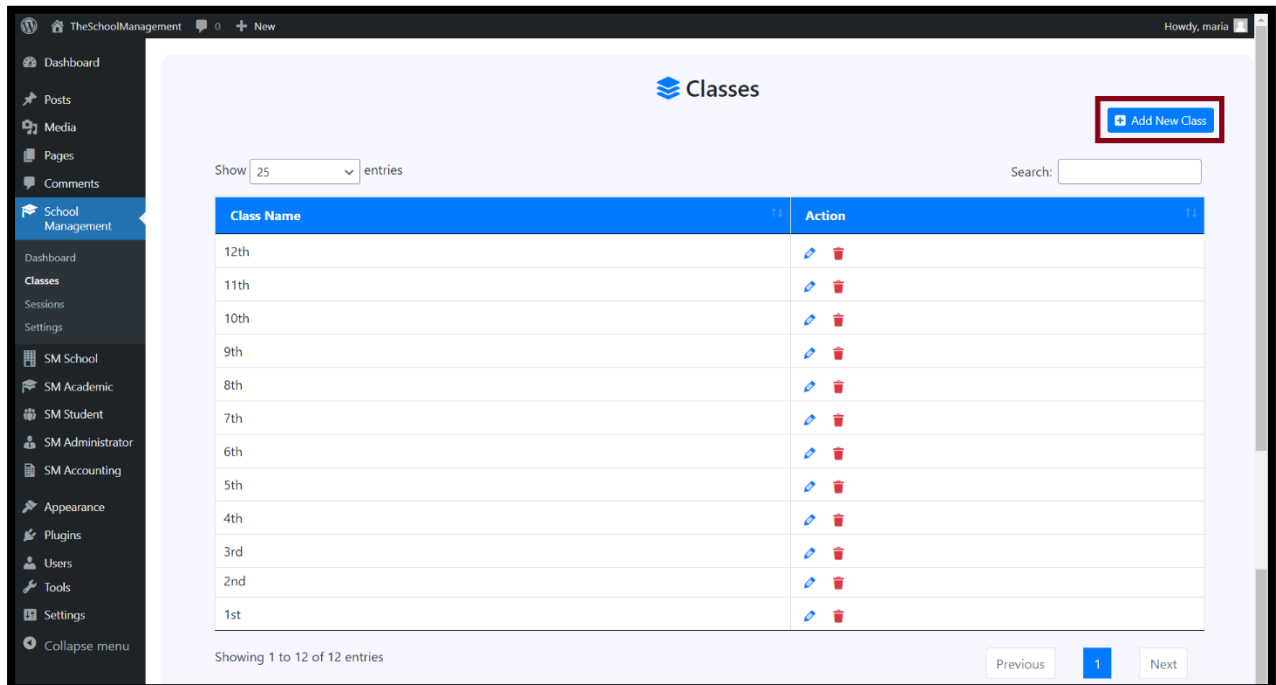 TheSchoolManagement 0 New Howdy, maria
Dashboard
Posts
Media
Pages
Comments
School
Management
Dashboard
Classes
Sessions
Settings
SM School
SM Academic
SM Student
SM Administrator
SM Accounting
Appearance
Plugins
Users
Tools
Settings
Collapse menu
Classes
Add New Class
Show 25 entries Search:
Class Name Action
12th
11th
10th
9th
8th
7th
6th
5th
4th
3rd
2nd
1st
Showing 1 to 12 of 12 entries
Previous 1 Next